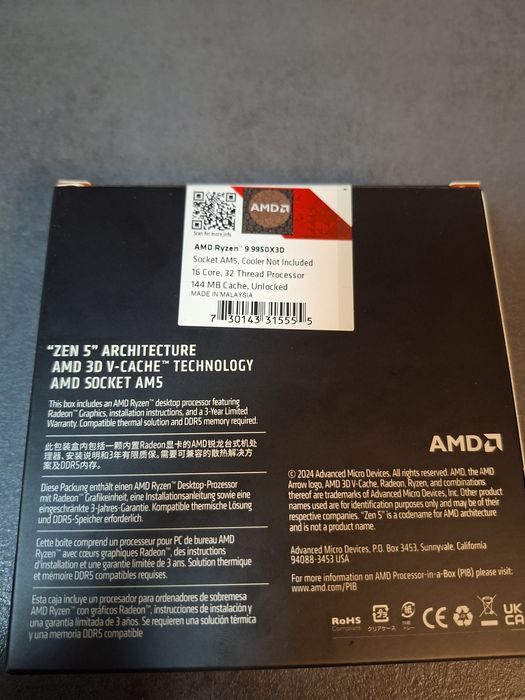 AMD
Scan for more info
AMD Ryzen™ 9 9950X3D
Socket AM5, Cooler Not Included
16 Core, 32 Thread Processor
144 MB Cache, Unlocked
MADE IN MALAYSIA
7 30143 31555 5
"ZEN 5" ARCHITECTURE
AMD 3D V-CACHE™ TECHNOLOGY
AMD SOCKET AM5
This box includes an AMD Ryzen™ desktop processor featuring
Radeon™ Graphics, installation instructions, and a 3-Year Limited
Warranty. Compatible thermal solution and DDR5 memory required.
此包装盒内包括一颗内置Radeon显卡的AMD锐龙台式机处
理器、安装说明和3年有限质保。需要可兼容的散热解决方
案及DDR5内存。
Diese Packung enthält einen AMD Ryzen™ Desktop-Prozessor
mit Radeon™ Grafikeinheit, eine Installationsanleitung sowie eine
eingeschränkte 3-Jahres-Garantie. Kompatible thermische Lösung
und DDR5-Speicher erforderlich.
Cette boîte comprend un processeur pour PC de bureau AMD
Ryzen™ avec cœurs graphiques Radeon™, des instructions
d'installation et une garantie limitée de 3 ans. Solution thermique
et mémoire DDR5 compatibles requises.
Esta caja incluye un procesador para ordenadores de sobremesa
AMD Ryzen™ con gráficos Radeon™, instrucciones de instalación y
una garantía limitada de 3 años. Se requieren una solución térmica
y una memoria DDR5 compatible
AMD
© 2024 Advanced Micro Devices. All rights reserved. AMD, the AMD
Arrow logo, AMD 3D V-Cache, Radeon, Ryzen, and combinations
thereof are trademarks of Advanced Micro Devices, Inc. Other product
names used are for identification purposes only and may be of their
respective companies. "Zen 5" is a codename for AMD architecture
and is not a product name.
Advanced Micro Devices, P.O. Box 3453, Sunnyvale, California
94088-3453 USA
For more information on AMD Processor-in-a-Box (PIB) please visit:
www.amd.com/PIB
RoHS
Compliant
クリアケース
トレー
CE
UK
CA